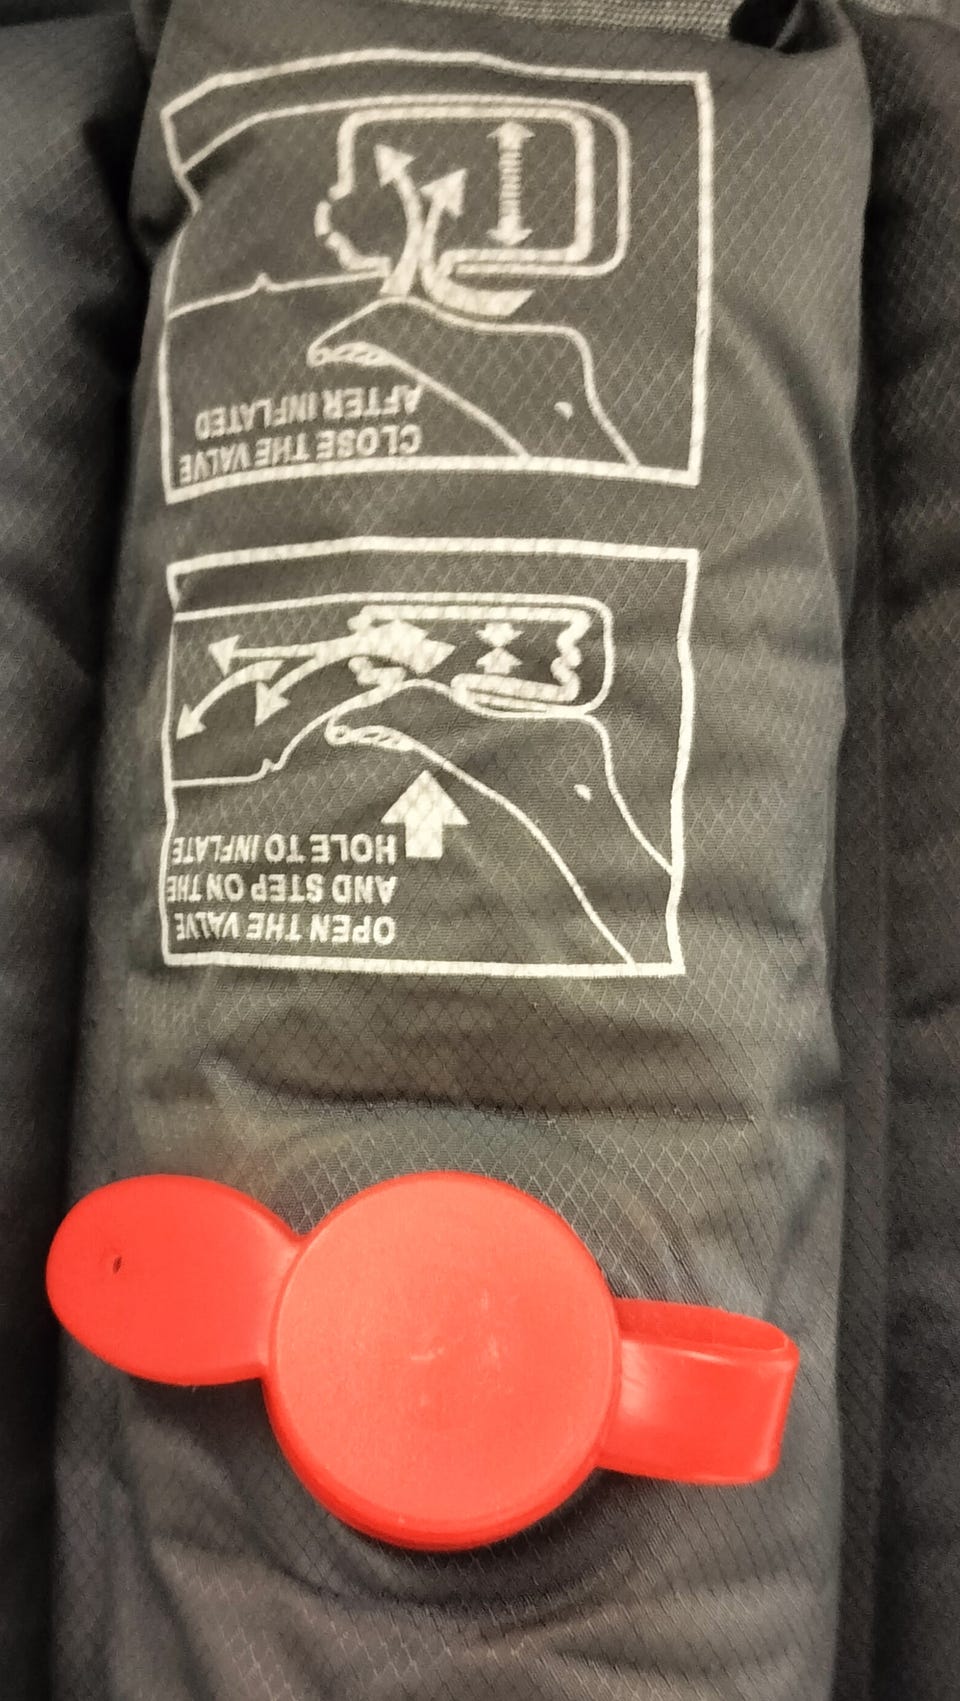 OPEN THE VALVE
AND STEP ON THE
HOLE TO INFLATE
CLOSE THE VALVE
AFTER INFLATED